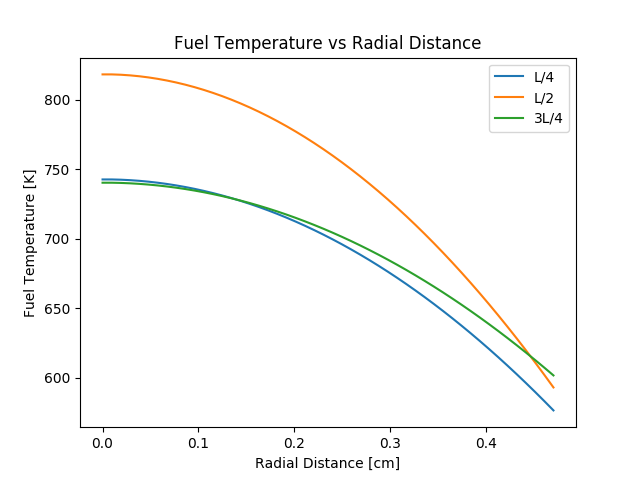 Fuel Temperature vs Radial Distance
L/4
L/2
3L/4
Fuel Temperature [K]
800
750
700
650
600
0.0 0.1 0.2 0.3 0.4
Radial Distance [cm]